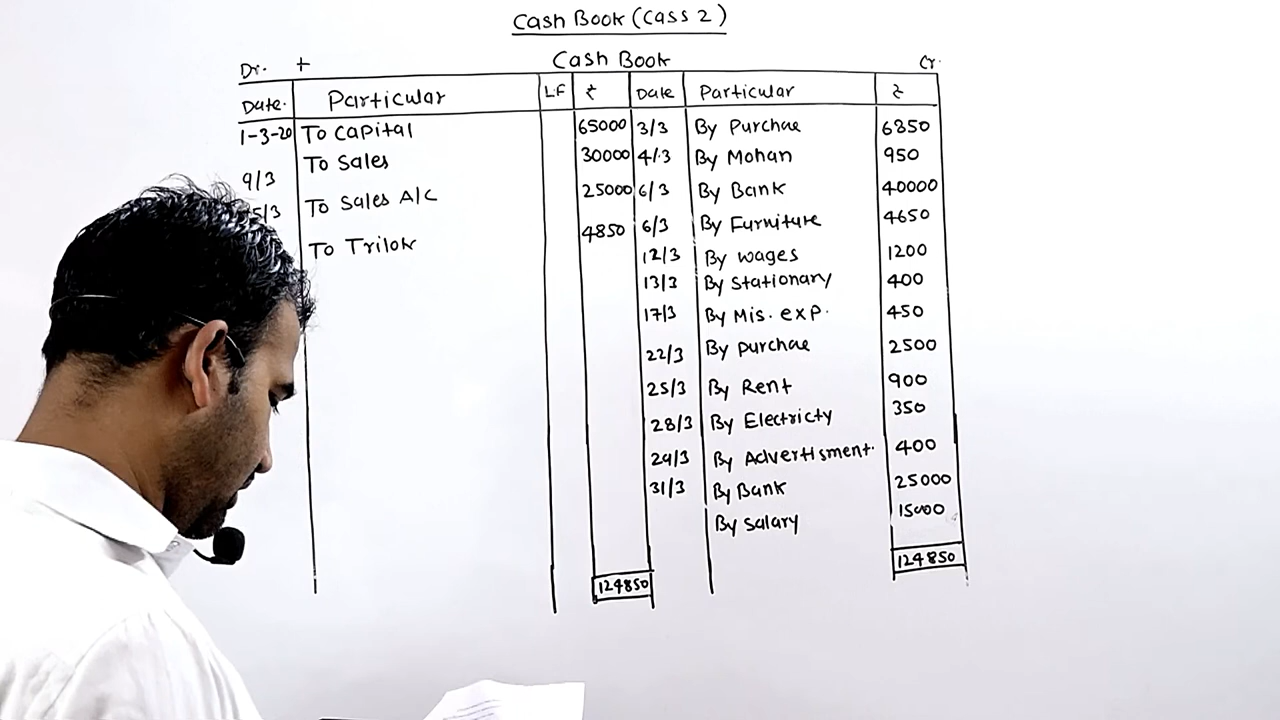 Cash Book (Cass 2)
Cash Book
Dr. + Cr.
Date. Particular L.F ₹ Date Particular ₹
1-3-20 To Capital 65000 3/3 By Purchae 6850
To Sales 30000 4/.3 By Mohan 950
9/3 To Sales A/C 25000 6/3 By Bank 40000
5/3 To Trilok 4850 6/3 By Furniture 4650
12/3 By wages 1200
13/3 By Stationary 400
17/3 By Mis. exp. 450
22/3 By purchae 2500
25/3 By Rent 900
28/3 By Electricty 350
29/3 By Advertisment. 400
31/3 By Bank 25000
By Salary 15000
124850 124850